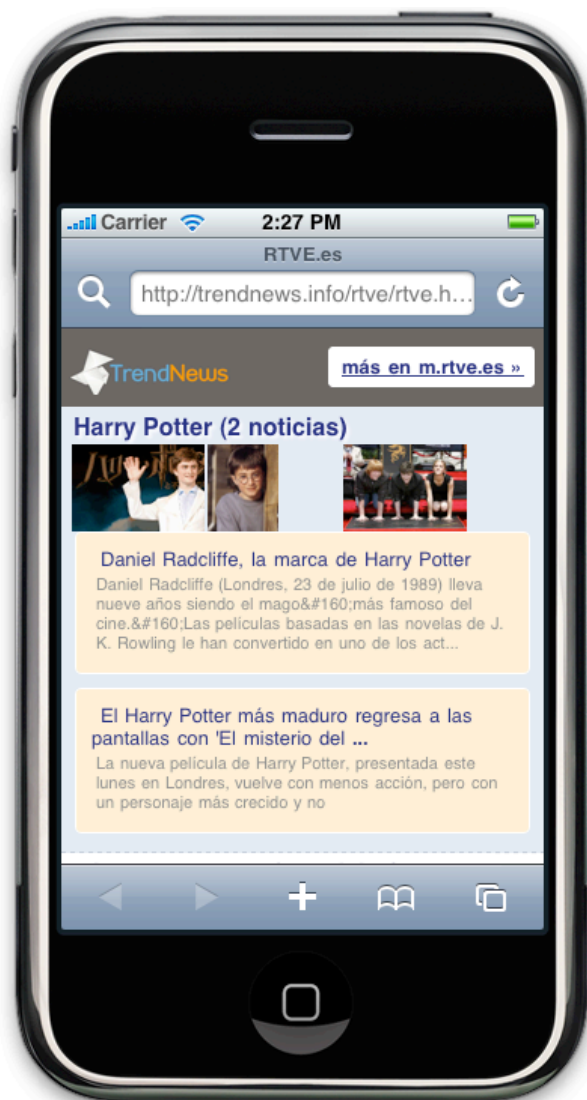 Carrier 2:27 PM
RTVE.es
http://trendnews.info/rtve/rtve.h...
TrendNews
más en m.rtve.es »
Harry Potter (2 noticias)
Daniel Radcliffe, la marca de Harry Potter
Daniel Radcliffe (Londres, 23 de julio de 1989) lleva
nueve años siendo el mago&#160;más famoso del
cine.&#160;Las películas basadas en las novelas de J.
K. Rowling le han convertido en uno de los act...
El Harry Potter más maduro regresa a las
pantallas con 'El misterio del ...
La nueva película de Harry Potter, presentada este
lunes en Londres, vuelve con menos acción, pero con
un personaje más crecido y no